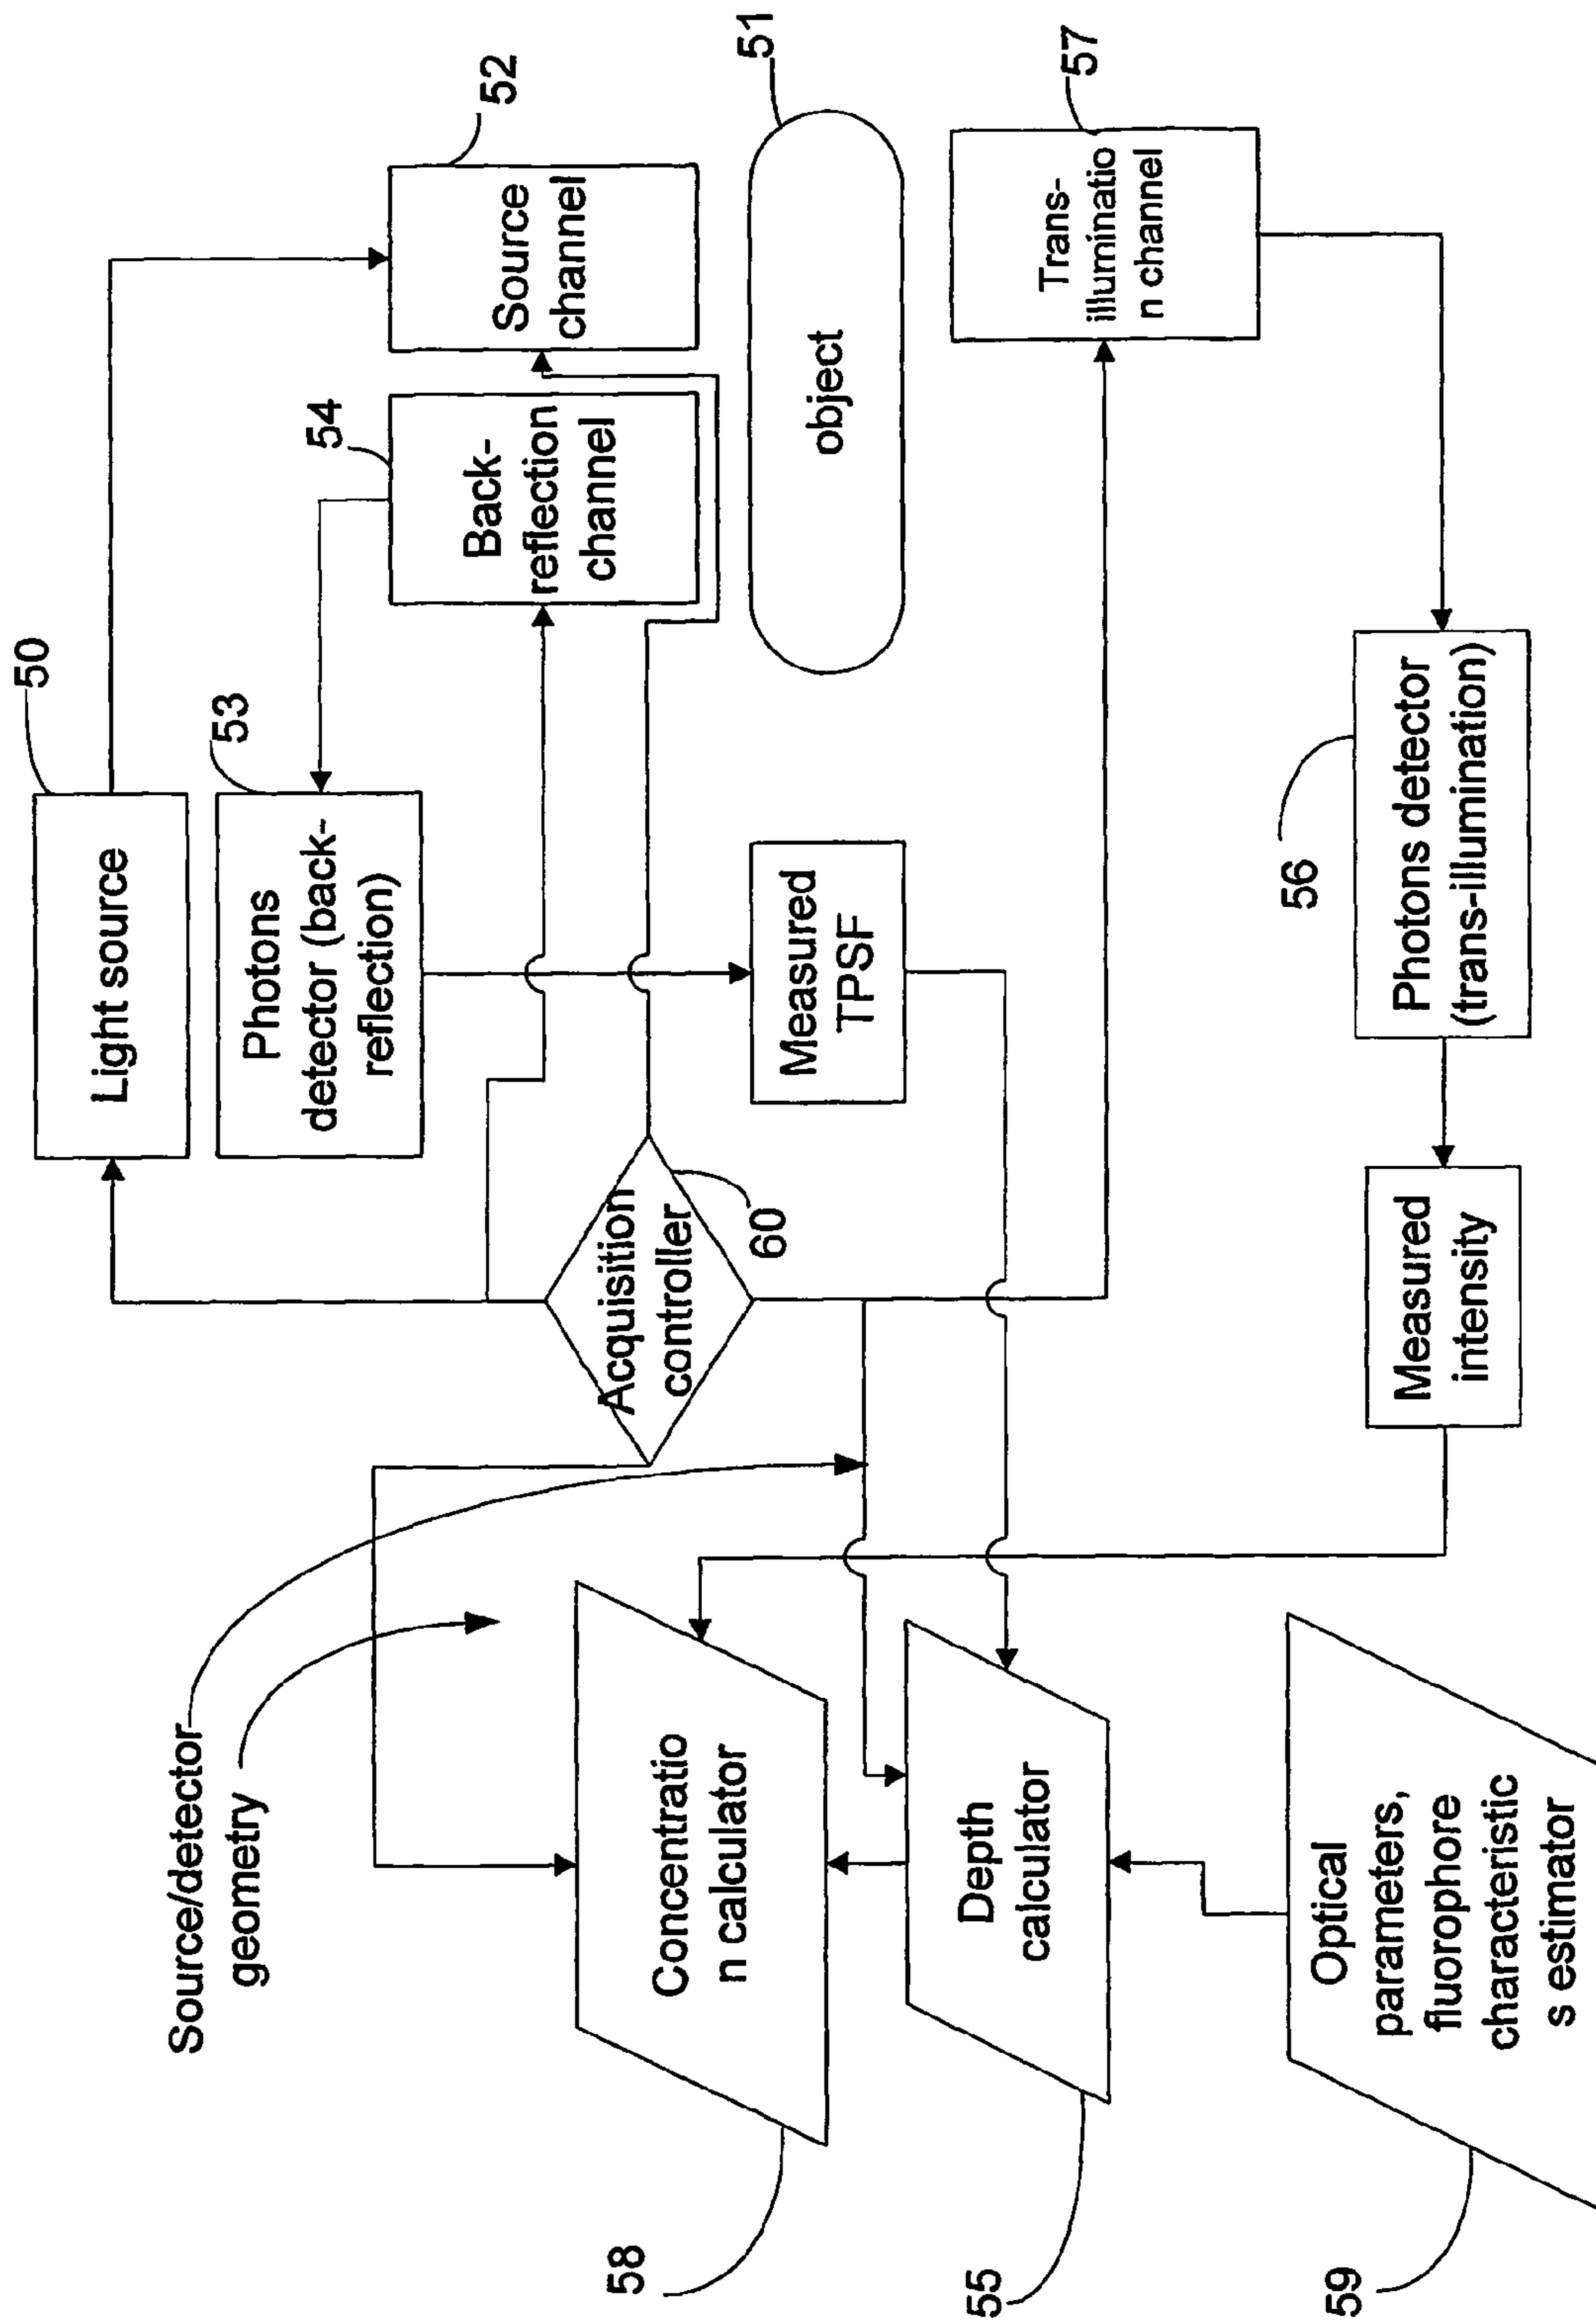 50
Light source
53
Photons
detector (back-
reflection)
54
Back-
reflection
channel
52
Source
channel
51
object
Source/detector
geometry
Acquisition
controller
60
Measured
TPSF
57
Trans-
illuminatio
n channel
58
Concentratio
n calculator
55
Depth
calculator
59
Optical
parameters,
fluorophore
characteristic
s estimator
Measured
intensity
56
Photons detector
(trans-illumination)